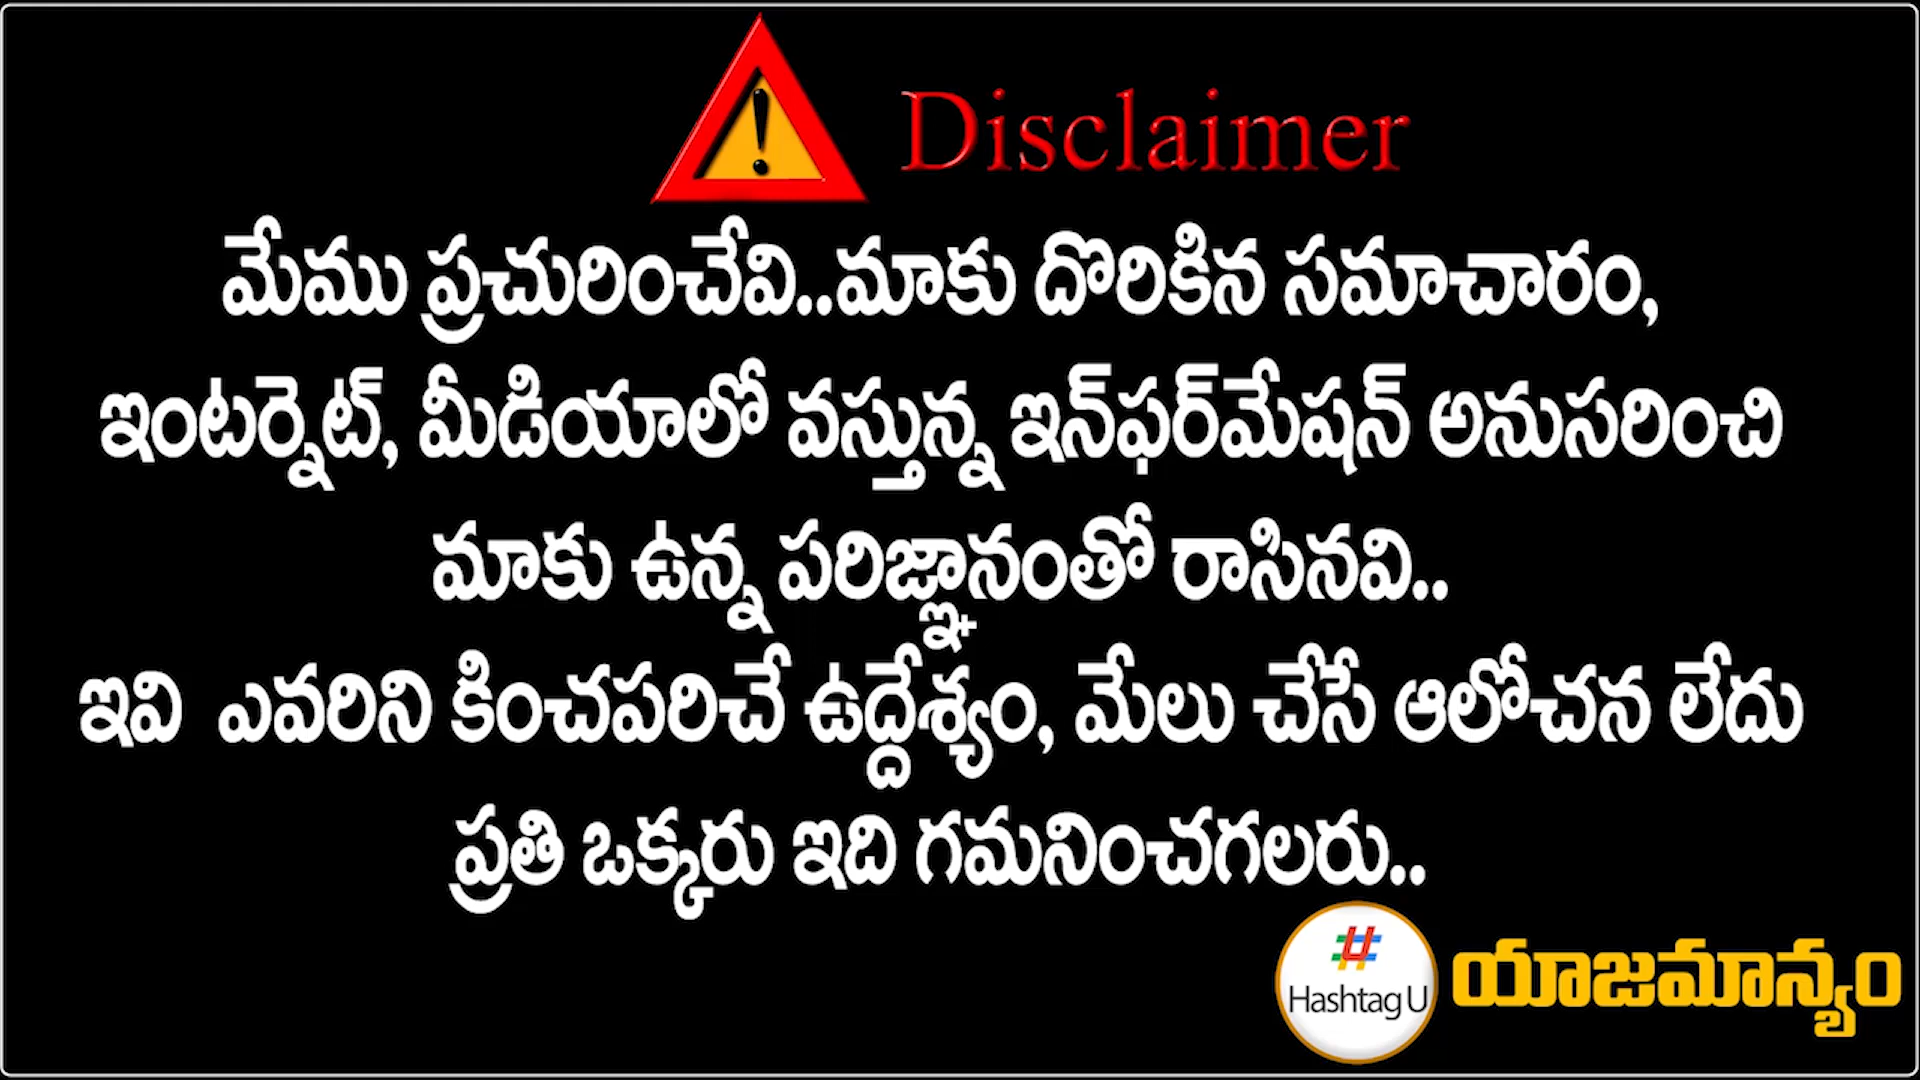 Disclaimer
మేము ప్రచురించేవి..మాకు దొరికిన సమాచారం,
ఇంటర్నెట్, మీడియాలో వస్తున్న ఇన్‌ఫర్‌మేషన్ అనుసరించి
మాకు ఉన్న పరిజ్ఞానంతో రాసినవి..
ఇవి ఎవరిని కించపరిచే ఉద్దేశ్యం, మేలు చేసే ఆలోచన లేదు
ప్రతి ఒక్కరు ఇది గమనించగలరు..
Hashtag U యాజమాన్యం